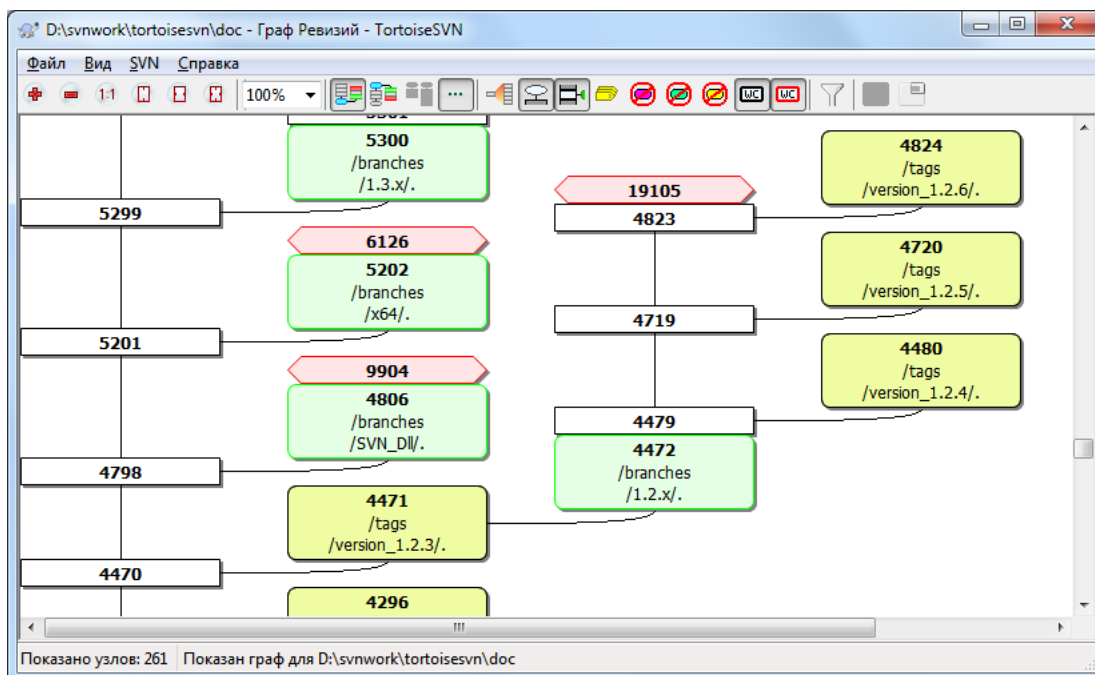 D:\svnwork\tortoisesvn\doc - Граф Ревизий - TortoiseSVN
Файл Вид SVN Справка
1:1 100% ... WC WC
5300
/branches
/1.3.x/.
5299
6126
5202
/branches
/x64/.
5201
9904
4806
/branches
/SVN_Dll/.
4798
4471
/tags
/version_1.2.3/.
4470
4296
19105
4823
4719
4479
4472
/branches
/1.2.x/.
4824
/tags
/version_1.2.6/.
4720
/tags
/version_1.2.5/.
4480
/tags
/version_1.2.4/.
Показано узлов: 261 Показан граф для D:\svnwork\tortoisesvn\doc